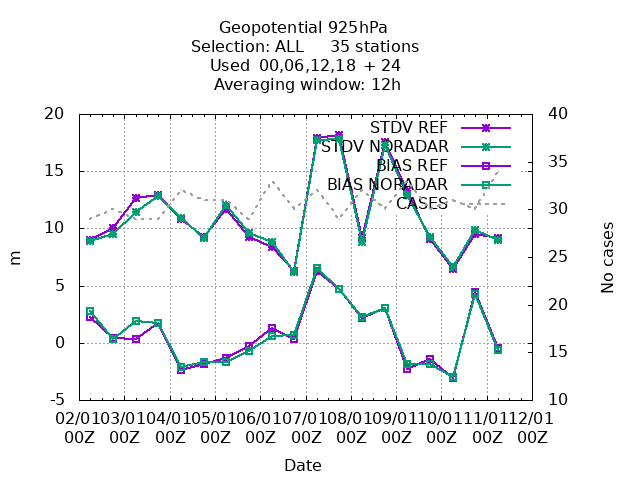 Geopotential 925hPa
Selection: ALL 35 stations
Used 00,06,12,18 + 24
Averaging window: 12h
20
15
10
5
0
-5
m
40
35
30
25
20
15
10
No cases
STDV REF
STDV NORADAR
BIAS REF
BIAS NORADAR
CASES
02/01 03/01 04/01 05/01 06/01 07/01 08/01 09/01 10/01 11/01 12/01
00Z 00Z 00Z 00Z 00Z 00Z 00Z 00Z 00Z 00Z 00Z
Date